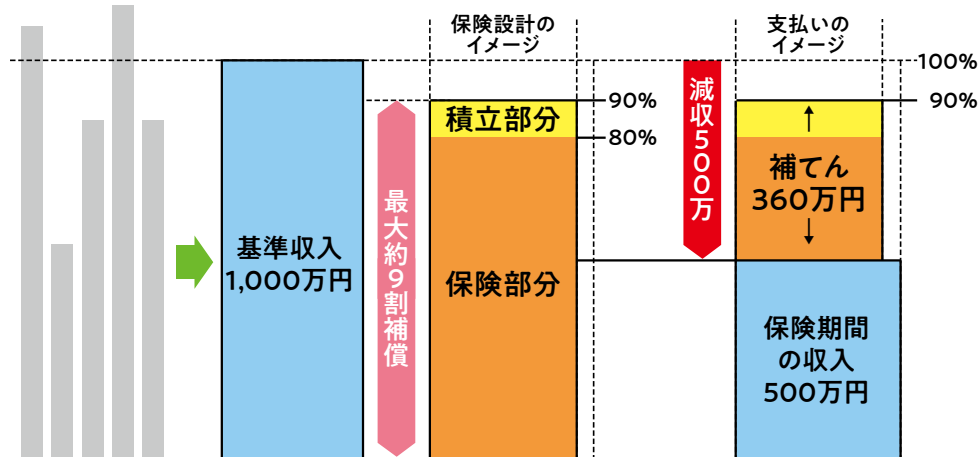 保険設計の
イメージ
支払いの
イメージ
100%
90%
80%
90%
積立部分
保険部分
基準収入
1,000万円
最大約9割補償
減収500万
補てん
360万円
保険期間
の収入
500万円